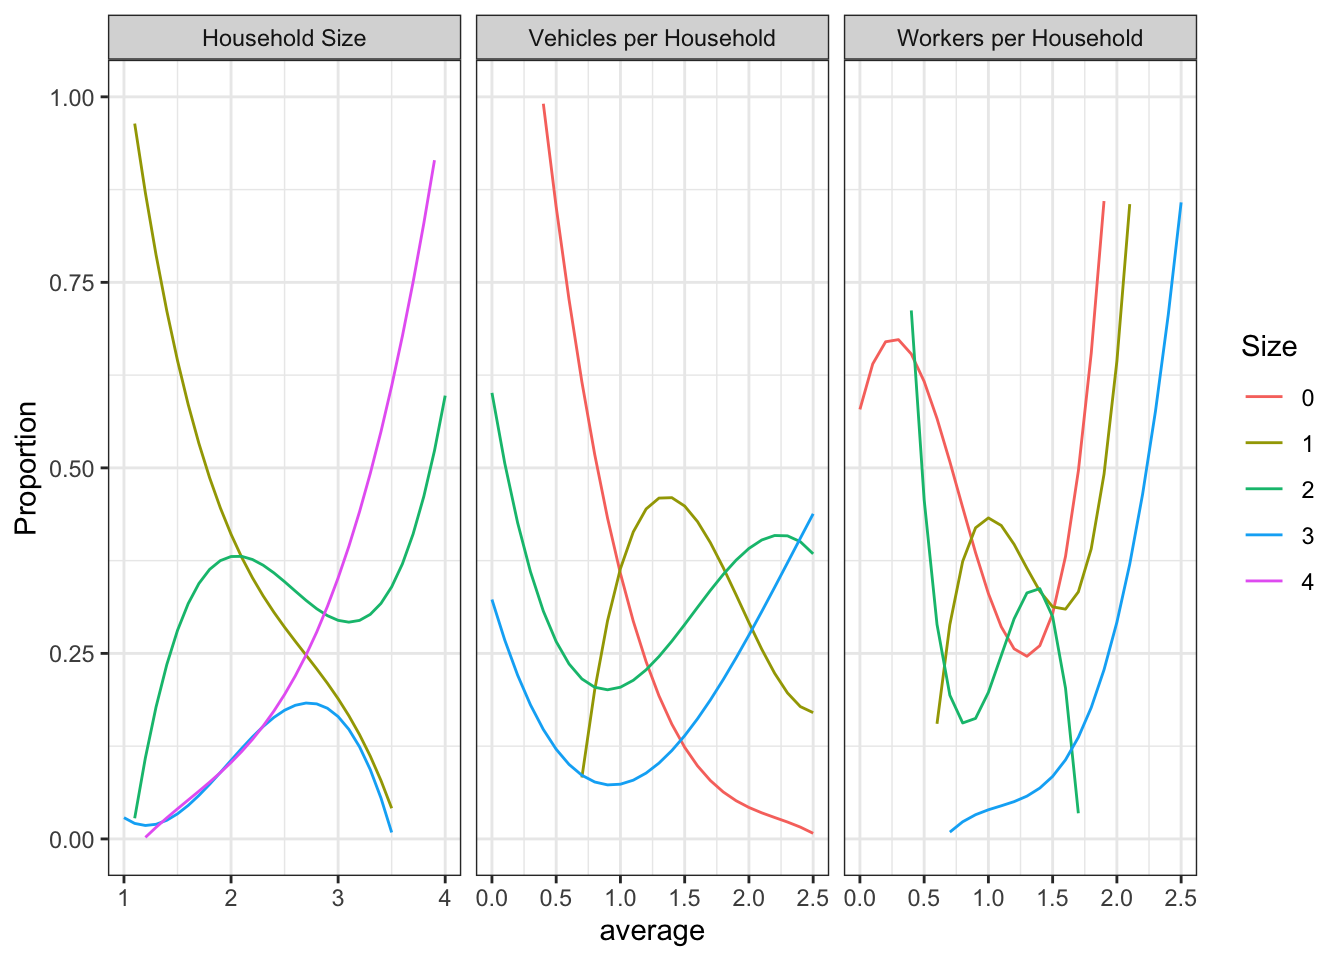 Household Size
Vehicles per Household
Workers per Household
1.00
0.75
0.50
0.25
0.00
Proportion
1 2 3 4
0.0 0.5 1.0 1.5 2.0 2.5
0.0 0.5 1.0 1.5 2.0 2.5
average
Size
0
1
2
3
4